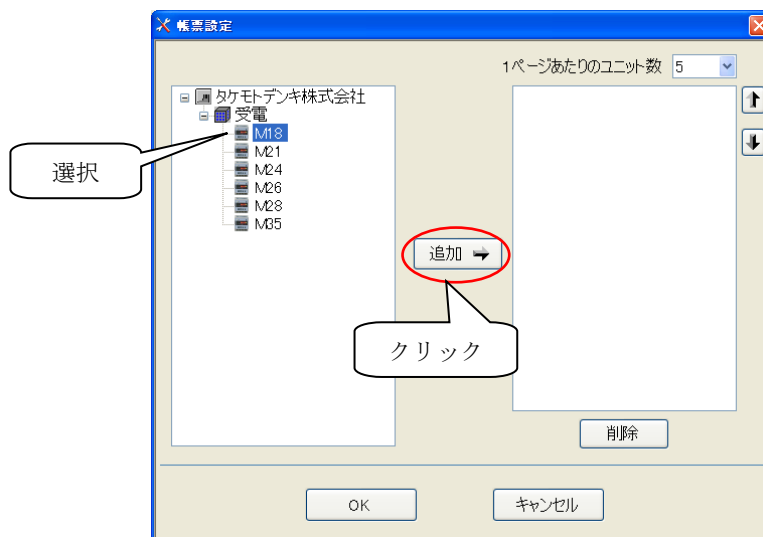 帳票設定
1ページあたりのユニット数 5
タケモトデンキ株式会社
受電
M18
M21
M24
M26
M28
M35
選択
追加
クリック
削除
OK
キャンセル